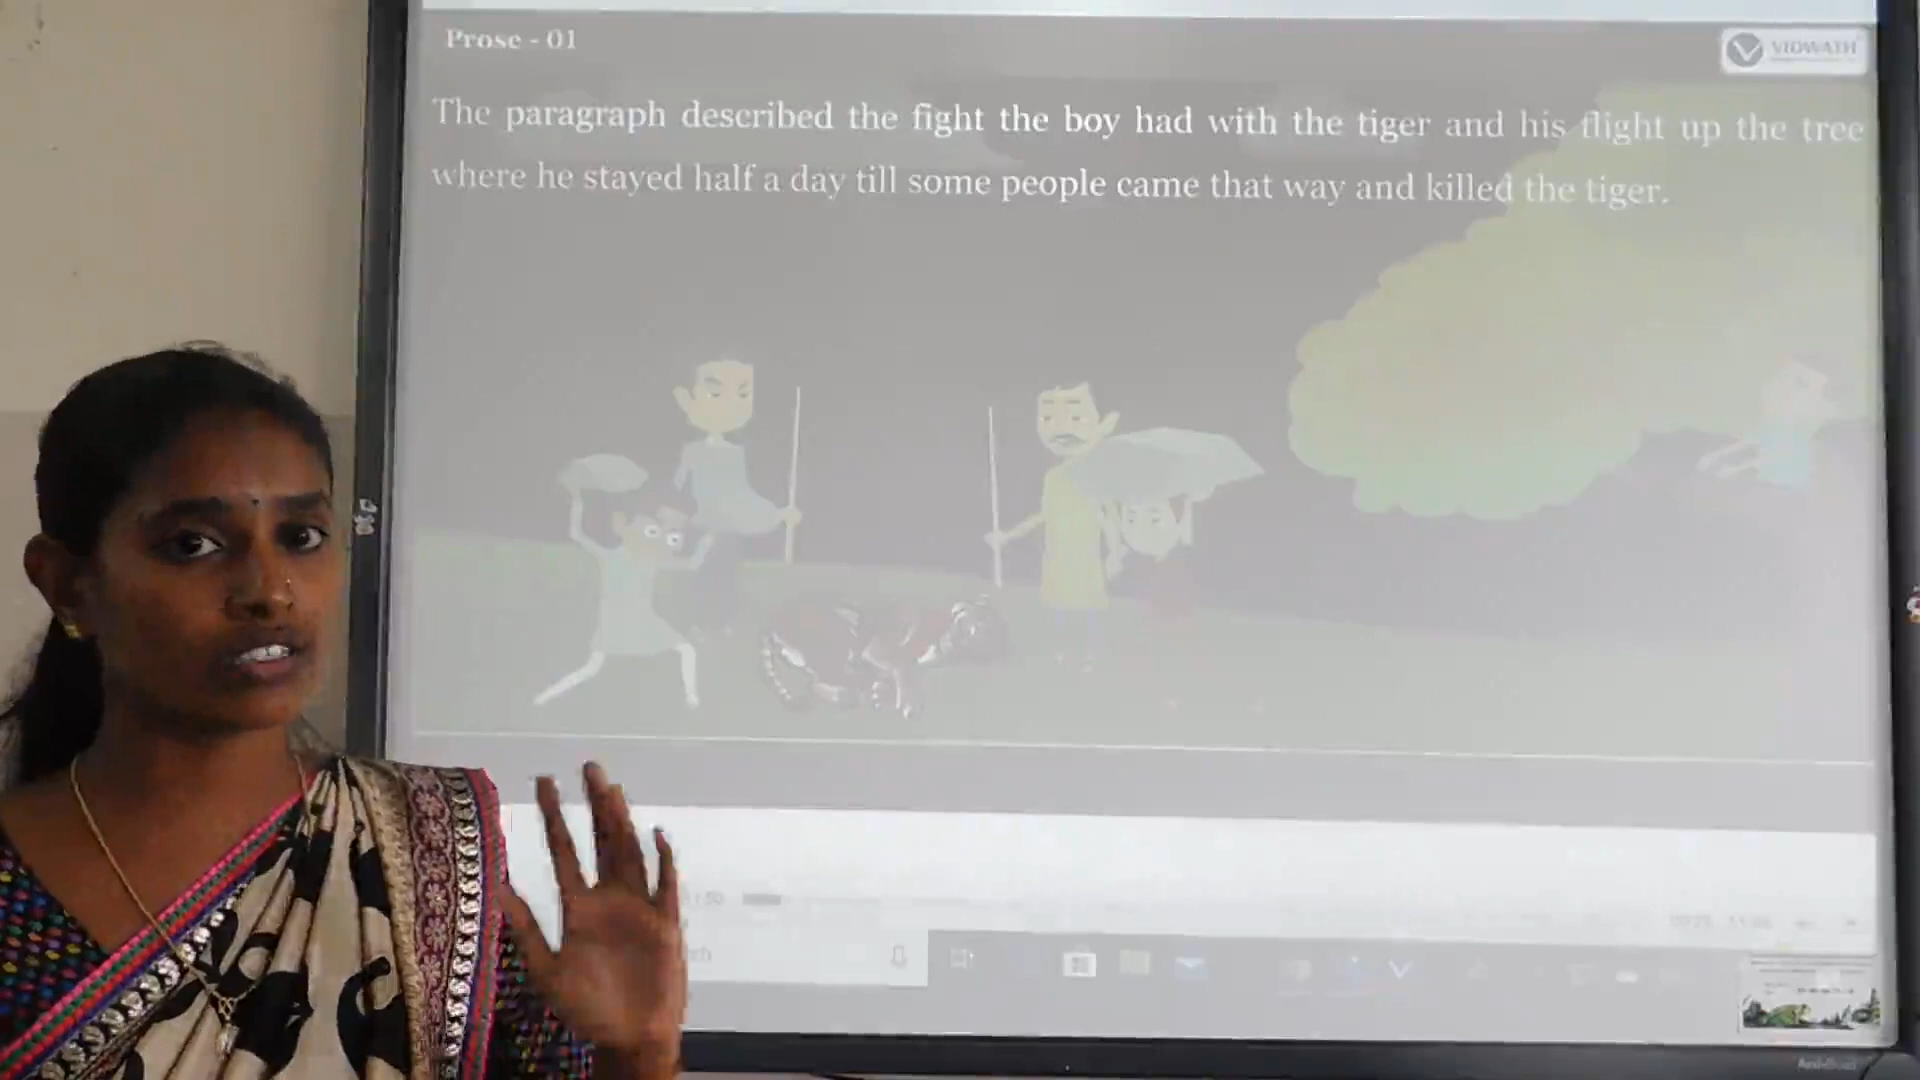 Prose - 01
VIDWATH
The paragraph described the fight the boy had with the tiger and his flight up the tree
where he stayed half a day till some people came that way and killed the tiger.